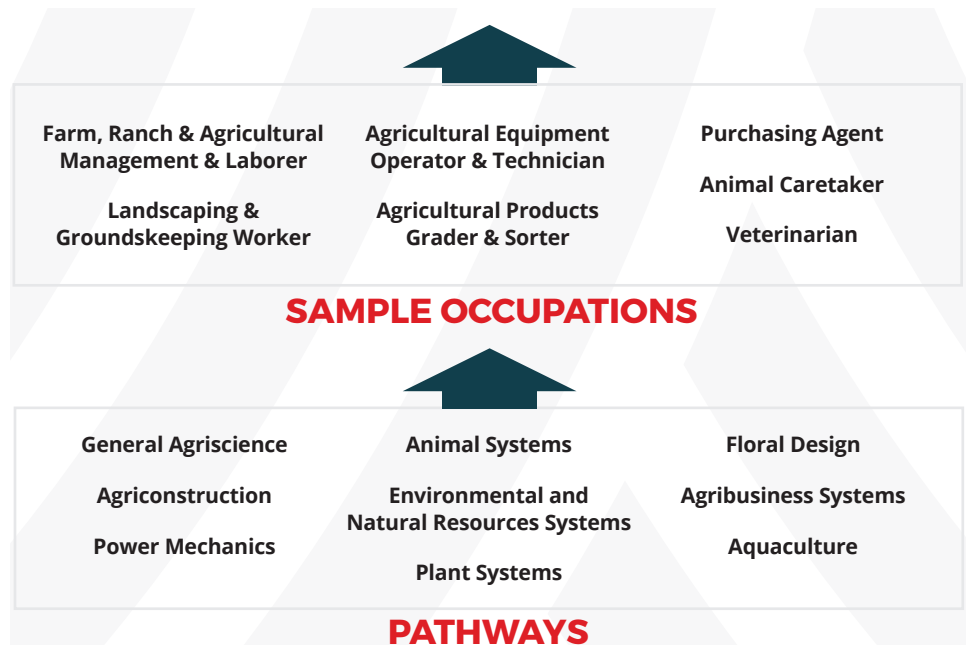 Farm, Ranch & Agricultural
Management & Laborer
Landscaping &
Groundskeeping Worker
Agricultural Equipment
Operator & Technician
Agricultural Products
Grader & Sorter
Purchasing Agent
Animal Caretaker
Veterinarian
SAMPLE OCCUPATIONS
General Agriscience
Agriconstruction
Power Mechanics
Animal Systems
Environmental and
Natural Resources Systems
Plant Systems
Floral Design
Agribusiness Systems
Aquaculture
PATHWAYS